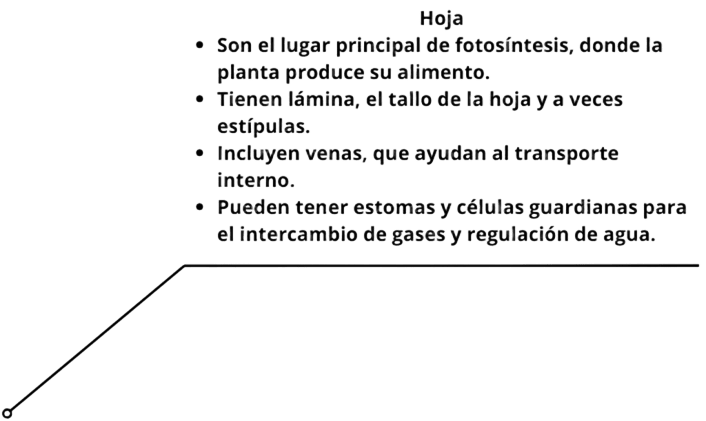 Hoja
• Son el lugar principal de fotosíntesis, donde la
planta produce su alimento.
• Tienen lámina, el tallo de la hoja y a veces
estípulas.
• Incluyen venas, que ayudan al transporte
interno.
• Pueden tener estomas y células guardianas para
el intercambio de gases y regulación de agua.